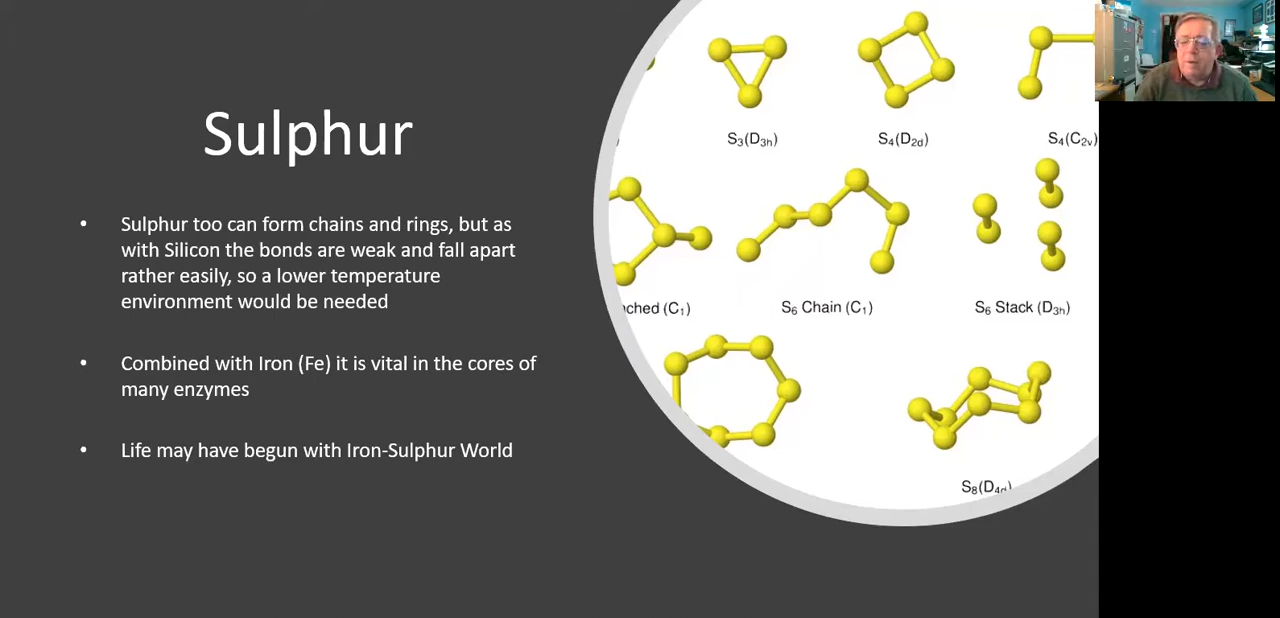 Sulphur
• Sulphur too can form chains and rings, but as
with Silicon the bonds are weak and fall apart
rather easily, so a lower temperature
environment would be needed
• Combined with Iron (Fe) it is vital in the cores of
many enzymes
• Life may have begun with Iron-Sulphur World
S₃(D₃ₕ)
S₄(D₂d)
S₄(C₂ᵥ)
)
ched (C₁)
S₆ Chain (C₁)
S₆ Stack (D₃ₕ)
S₈(D₄d)